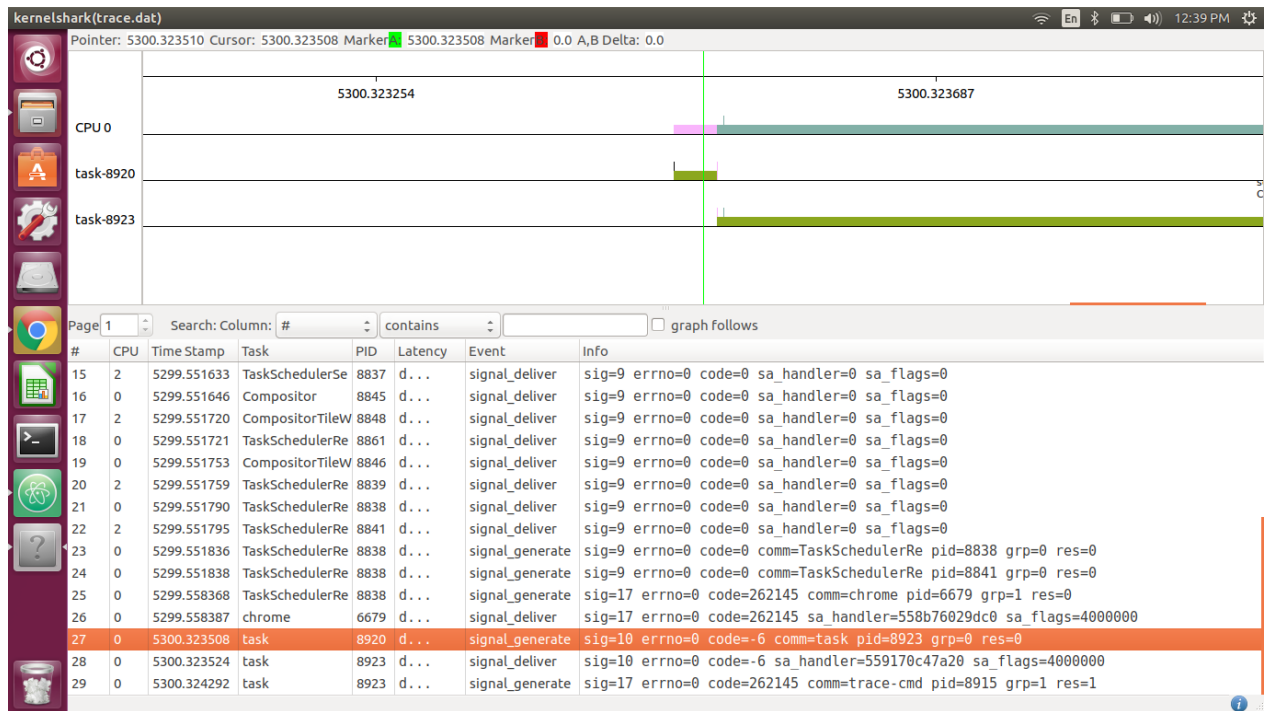 kernelshark(trace.dat) En 12:39 PM
Pointer: 5300.323510 Cursor: 5300.323508 MarkerA: 5300.323508 MarkerB: 0.0 A,B Delta: 0.0
5300.323254 5300.323687
CPU 0
task-8920
task-8923
Page 1 Search: Column: # contains graph follows
# CPU Time Stamp Task PID Latency Event Info
15 2 5299.551633 TaskSchedulerSe 8837 d... signal_deliver sig=9 errno=0 code=0 sa_handler=0 sa_flags=0
16 0 5299.551646 Compositor 8845 d... signal_deliver sig=9 errno=0 code=0 sa_handler=0 sa_flags=0
17 2 5299.551720 CompositorTileW 8848 d... signal_deliver sig=9 errno=0 code=0 sa_handler=0 sa_flags=0
18 0 5299.551721 TaskSchedulerRe 8861 d... signal_deliver sig=9 errno=0 code=0 sa_handler=0 sa_flags=0
19 0 5299.551753 CompositorTileW 8846 d... signal_deliver sig=9 errno=0 code=0 sa_handler=0 sa_flags=0
20 2 5299.551759 TaskSchedulerRe 8839 d... signal_deliver sig=9 errno=0 code=0 sa_handler=0 sa_flags=0
21 0 5299.551790 TaskSchedulerRe 8838 d... signal_deliver sig=9 errno=0 code=0 sa_handler=0 sa_flags=0
22 2 5299.551795 TaskSchedulerRe 8841 d... signal_deliver sig=9 errno=0 code=0 sa_handler=0 sa_flags=0
23 0 5299.551836 TaskSchedulerRe 8838 d... signal_generate sig=9 errno=0 code=0 comm=TaskSchedulerRe pid=8838 grp=0 res=0
24 0 5299.551838 TaskSchedulerRe 8838 d... signal_generate sig=9 errno=0 code=0 comm=TaskSchedulerRe pid=8841 grp=0 res=0
25 0 5299.558368 TaskSchedulerRe 8838 d... signal_generate sig=17 errno=0 code=262145 comm=chrome pid=6679 grp=1 res=0
26 0 5299.558387 chrome 6679 d... signal_deliver sig=17 errno=0 code=262145 sa_handler=558b76029dc0 sa_flags=4000000
27 0 5300.323508 task 8920 d... signal_generate sig=10 errno=0 code=-6 comm=task pid=8923 grp=0 res=0
28 0 5300.323524 task 8923 d... signal_deliver sig=10 errno=0 code=-6 sa_handler=559170c47a20 sa_flags=4000000
29 0 5300.324292 task 8923 d... signal_generate sig=17 errno=0 code=262145 comm=trace-cmd pid=8915 grp=1 res=1